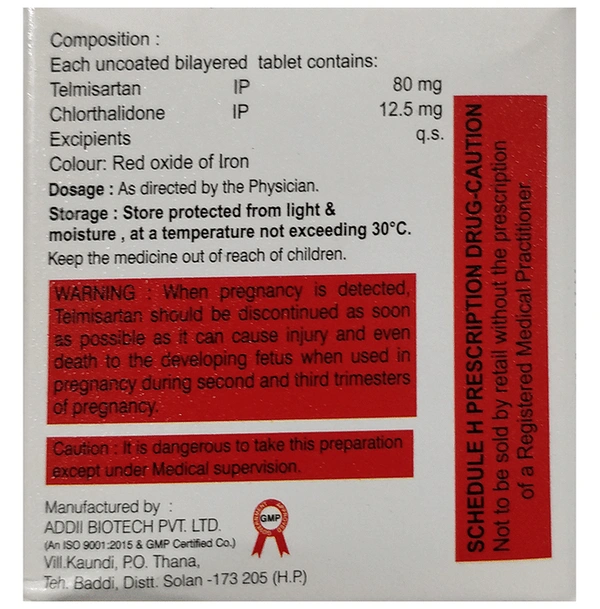 Composition :
Each uncoated bilayered tablet contains:
Telmisartan IP 80 mg
Chlorthalidone IP 12.5 mg
Excipients q.s.
Colour: Red oxide of Iron
Dosage : As directed by the Physician.
Storage : Store protected from light &
moisture , at a temperature not exceeding 30°C.
Keep the medicine out of reach of children.
WARNING : When pregnancy is detected,
Telmisartan should be discontinued as soon
as possible as it can cause injury and even
death to the developing fetus when used in
pregnancy during second and third trimesters
of pregnancy.
Caution : It is dangerous to take this preparation
except under Medical supervision.
Manufactured by :
ADDII BIOTECH PVT. LTD.
(An ISO 9001:2015 & GMP Certified Co.)
Vill.Kaundi, P.O. Thana,
Teh. Baddi, Distt. Solan -173 205 (H.P.)
GMP
SCHEDULE H PRESCRIPTION DRUG-CAUTION
Not to be sold by retail without the prescription
of a Registered Medical Practitioner